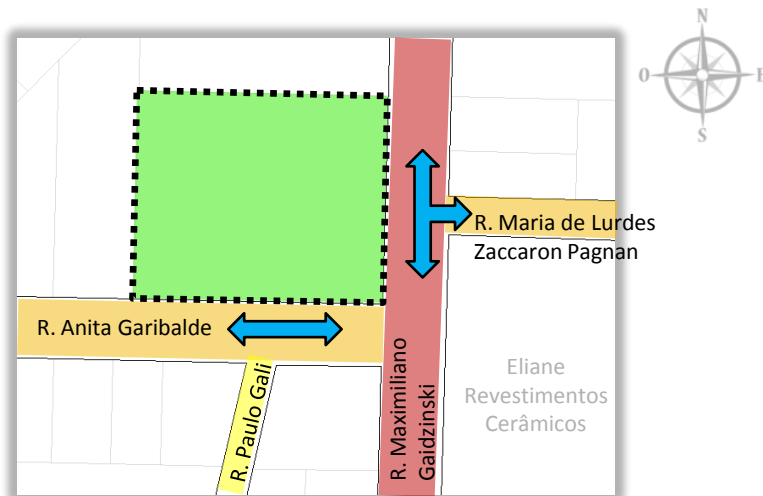 N
O
E
S
R. Maria de Lurdes
Zaccaron Pagnan
R. Anita Garibalde
R. Paulo Gali
R. Maximiliano
Gaidzinski
Eliane
Revestimentos
Cerâmicos